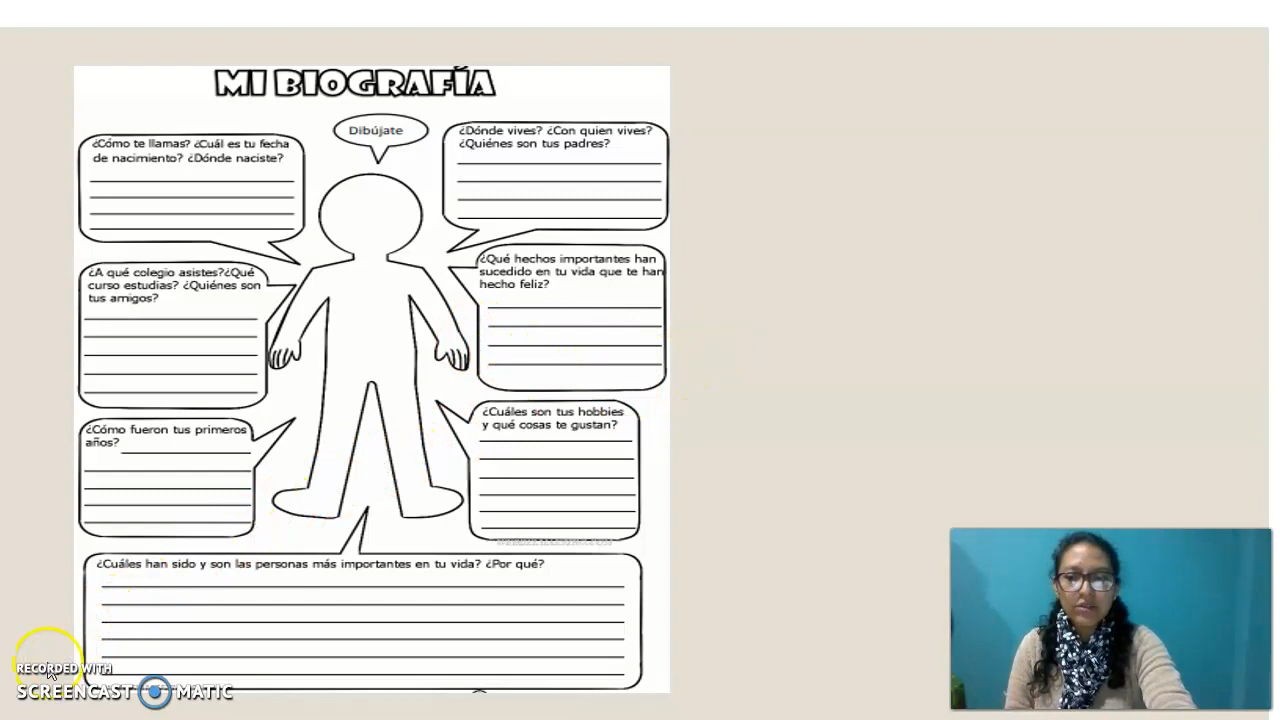 MI BIOGRAFÍA
Dibújate
¿Cómo te llamas? ¿Cuál es tu fecha
de nacimiento? ¿Dónde naciste?
¿Dónde vives? ¿Con quien vives?
¿Quiénes son tus padres?
¿A qué colegio asistes?¿Qué
curso estudias? ¿Quiénes son
tus amigos?
¿Qué hechos importantes han
sucedido en tu vida que te han
hecho feliz?
¿Cómo fueron tus primeros
años?
¿Cuáles son tus hobbies
y qué cosas te gustan?
¿Cuáles han sido y son las personas más importantes en tu vida? ¿Por qué?
RECORDED WITH
SCREENCAST MATIC